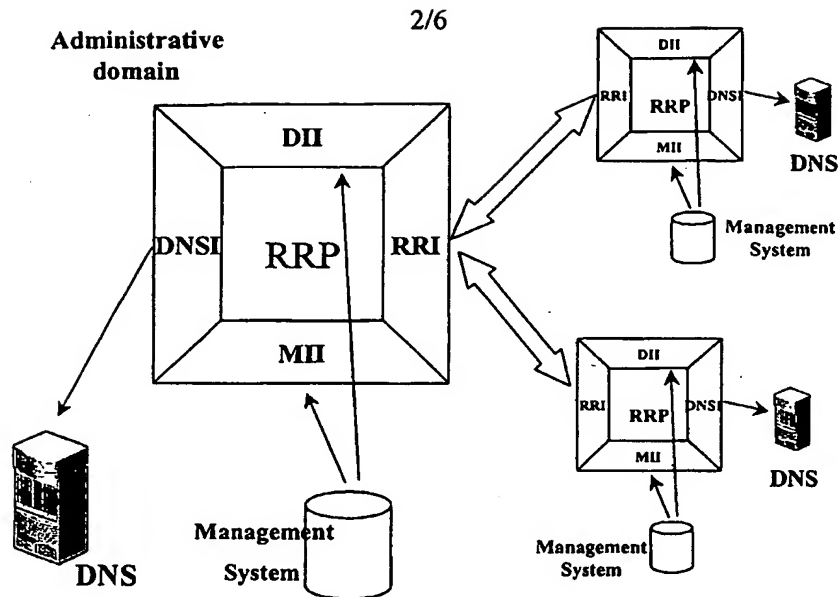 2/6
Administrative
domain
DII
DNSI
RRP
RRI
MII
DNS
Management
System
DII
RRI
RRP
DNSI
MII
DNS
Management
System
DII
RRI
RRP
DNSI
MII
DNS
Management
System